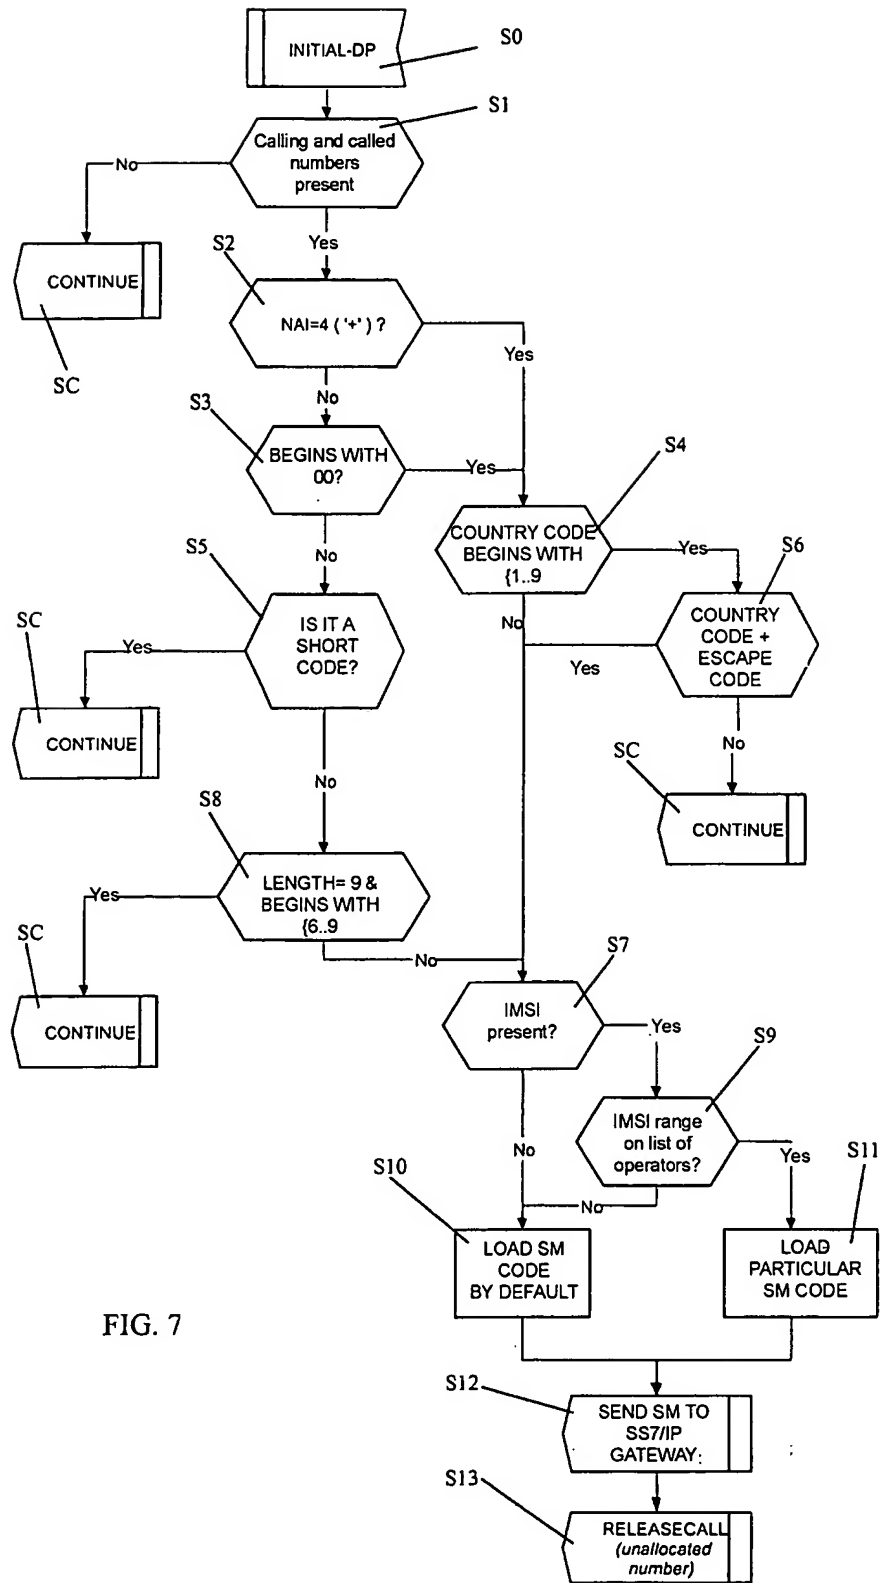 INITIAL-DP
S0
S1
Calling and called
numbers
present
No
Yes
CONTINUE
SC
S2
NAI=4 ( '+' ) ?
Yes
No
S3
BEGINS WITH
00?
Yes
No
S4
COUNTRY CODE
BEGINS WITH
{1..9
Yes
No
S5
IS IT A
SHORT
CODE?
Yes
No
SC
CONTINUE
S6
COUNTRY
CODE +
ESCAPE
CODE
Yes
No
SC
CONTINUE
S8
LENGTH= 9 &
BEGINS WITH
{6..9
Yes
No
SC
CONTINUE
S7
IMSI
present?
Yes
No
S9
IMSI range
on list of
operators?
Yes
No
S10
LOAD SM
CODE
BY DEFAULT
S11
LOAD
PARTICULAR
SM CODE
FIG. 7
S12
SEND SM TO
SS7/IP
GATEWAY:
S13
RELEASECALL
(unallocated
number)